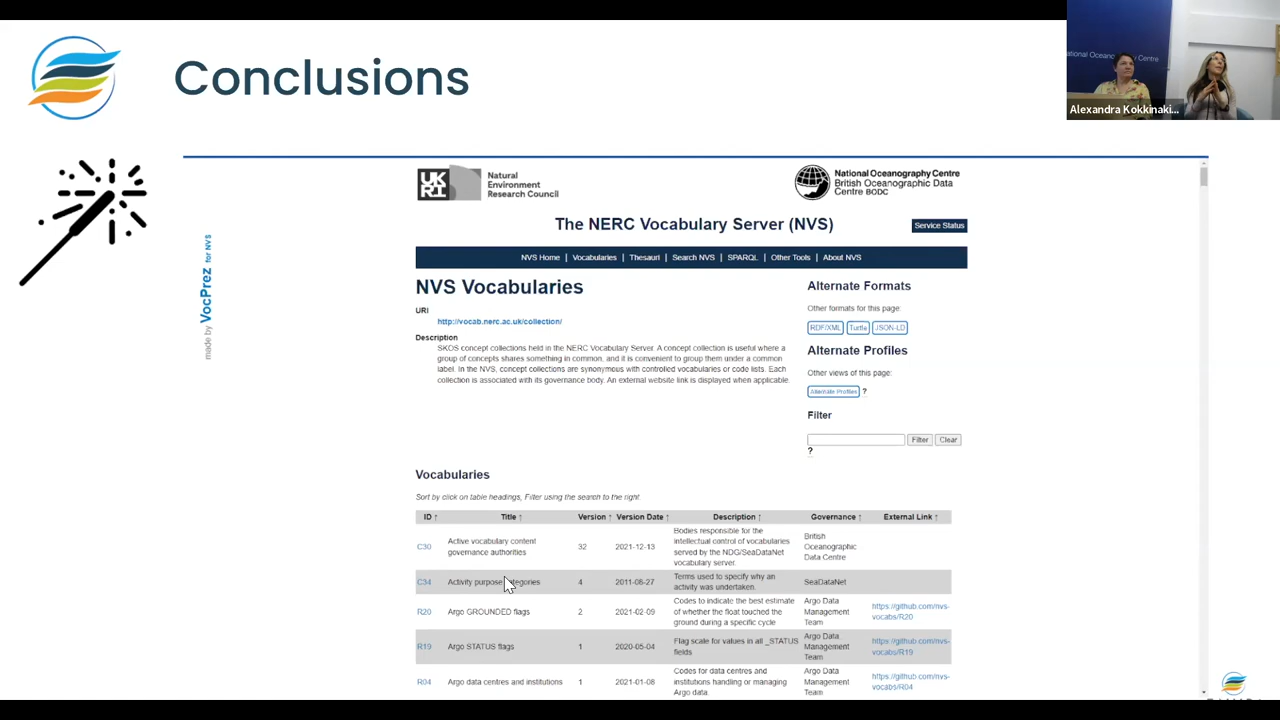 Conclusions
National Oceanography Centre
Alexandra Kokkinaki...
UK
RI
Natural
Environment
Research Council
National Oceanography Centre
British Oceanographic Data
Centre BODC
The NERC Vocabulary Server (NVS)
Service Status
NVS Home | Vocabularies | Thesauri | Search NVS | SPARQL | Other Tools | About NVS
made by VocPrez for NVS
NVS Vocabularies
URI
http://vocab.nerc.ac.uk/collection/
Description
SKOS concept collections held in the NERC Vocabulary Server. A concept collection is useful where a
group of concepts shares something in common, and it is convenient to group them under a common
label. In the NVS, concept collections are synonymous with controlled vocabularies or code lists. Each
collection is associated with its governance body. An external website link is displayed when applicable.
Alternate Formats
Other formats for this page:
RDF/XML Turtle JSON-LD
Alternate Profiles
Other views of this page:
Alternate Profiles ?
Filter
Filter Clear
?
Vocabularies
Sort by click on table headings, Filter using the search to the right
ID ↑ Title ↑ Version ↑ Version Date ↑ Description ↑ Governance ↑ External Link ↑
C30 Active vocabulary content governance authorities 32 2021-12-13 Bodies responsible for the intellectual control of vocabularies served by the NDG/SeaDataNet vocabulary server. British Oceanographic Data Centre
C34 Activity purpose categories 4 2011-08-27 Terms used to specify why an activity was undertaken. SeaDataNet
R20 Argo GROUNDED flags 2 2021-02-09 Codes to indicate the best estimate of whether the float touched the ground during a specific cycle Argo Data Management Team https://github.com/nvs-vocabs/R20
R19 Argo STATUS flags 1 2020-05-04 Flag scale for values in all _STATUS fields Argo Data Management Team https://github.com/nvs-vocabs/R19
R04 Argo data centres and institutions 1 2021-01-08 Codes for data centres and institutions handling or managing Argo data. Argo Data Management Team https://github.com/nvs-vocabs/R04